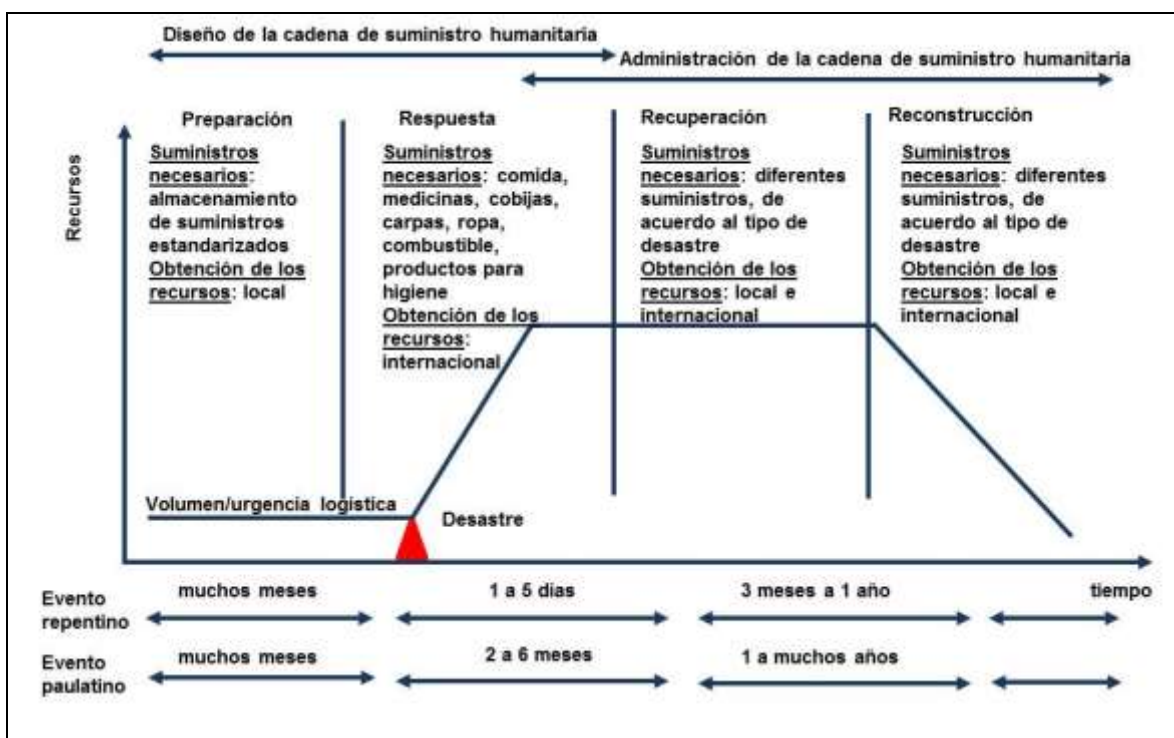 Diseño de la cadena de suministro humanitaria
Administración de la cadena de suministro humanitaria
Recursos
Preparación
Suministros
necesarios:
almacenamiento
de suministros
estandarizados
Obtención de los
recursos: local
Respuesta
Suministros
necesarios: comida,
medicinas, cobijas,
carpas, ropa,
combustible,
productos para
higiene
Obtención de los
recursos:
internacional
Recuperación
Suministros
necesarios: diferentes
suministros, de
acuerdo al tipo de
desastre
Obtención de los
recursos: local e
internacional
Reconstrucción
Suministros
necesarios: diferentes
suministros, de
acuerdo al tipo de
desastre
Obtención de los
recursos: local e
internacional
Volumen/urgencia logística
Desastre
tiempo
Evento
repentino
muchos meses
1 a 5 días
3 meses a 1 año
Evento
paulatino
muchos meses
2 a 6 meses
1 a muchos años